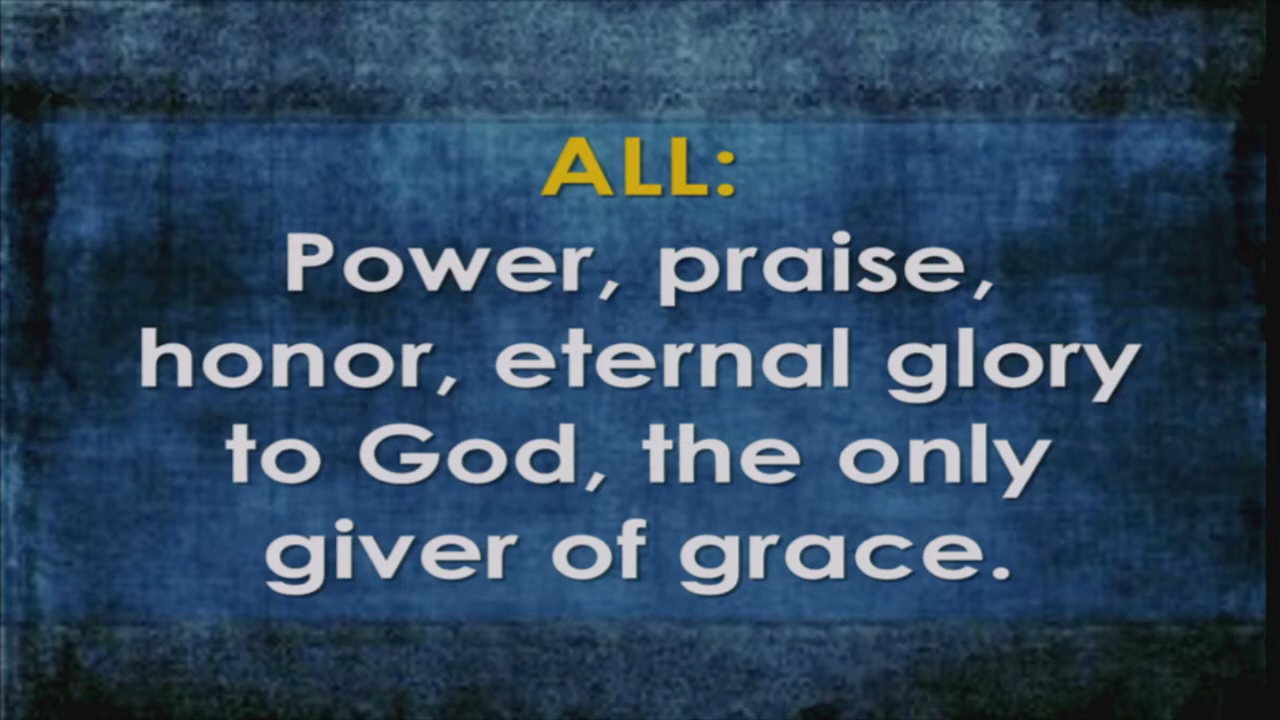 ALL:
Power, praise,
honor, eternal glory
to God, the only
giver of grace.